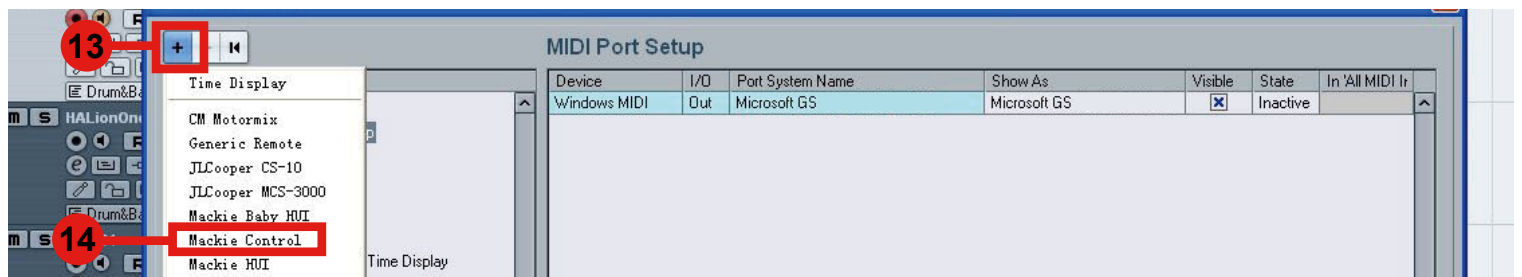 13
+
MIDI Port Setup
Device I/O Port System Name Show As Visible State In 'All MIDI Ir
Windows MIDI Out Microsoft GS Microsoft GS Inactive
Time Display
CM Motormix
Generic Remote
JLCooper CS-10
JLCooper MCS-3000
Mackie Baby HUI
Mackie Control
Mackie HUI
Time Display
14
Drum&Ba
m S HALionOne
R
e
Drum&Ba
m S
R